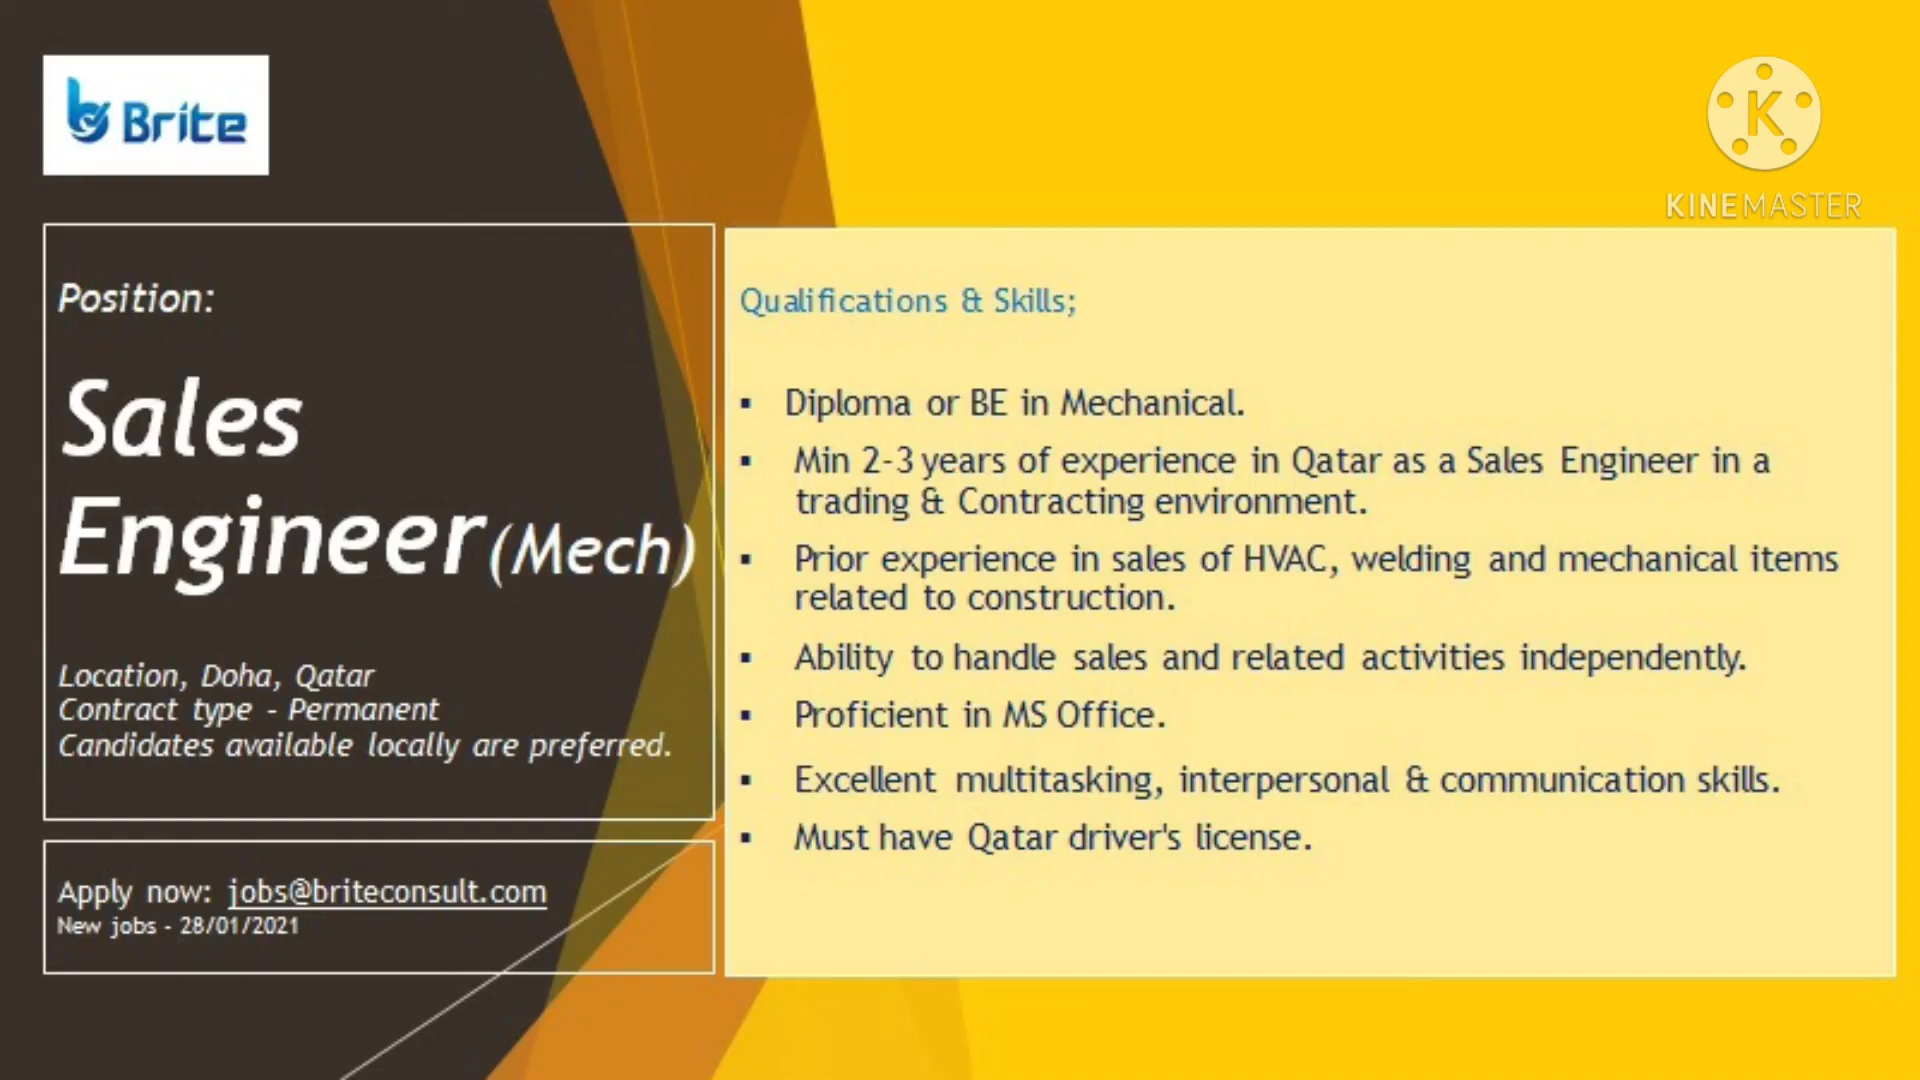 Brite
KINEMASTER
Position:
Sales
Engineer(Mech)
Location, Doha, Qatar
Contract type - Permanent
Candidates available locally are preferred.
Apply now: jobs@briteconsult.com
New jobs - 28/01/2021
Qualifications & Skills;
▪ Diploma or BE in Mechanical.
▪ Min 2-3 years of experience in Qatar as a Sales Engineer in a
trading & Contracting environment.
▪ Prior experience in sales of HVAC, welding and mechanical items
related to construction.
▪ Ability to handle sales and related activities independently.
▪ Proficient in MS Office.
▪ Excellent multitasking, interpersonal & communication skills.
▪ Must have Qatar driver's license.